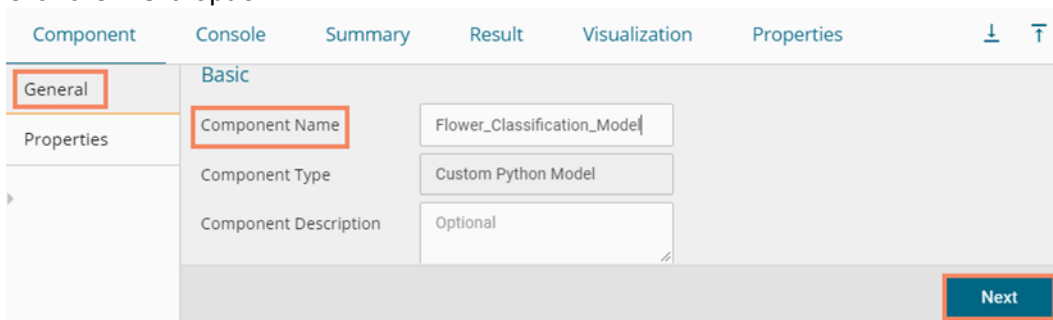 Component Console Summary Result Visualization Properties
General
Properties
Basic
Component Name Flower_Classification_Model
Component Type Custom Python Model
Component Description Optional
Next